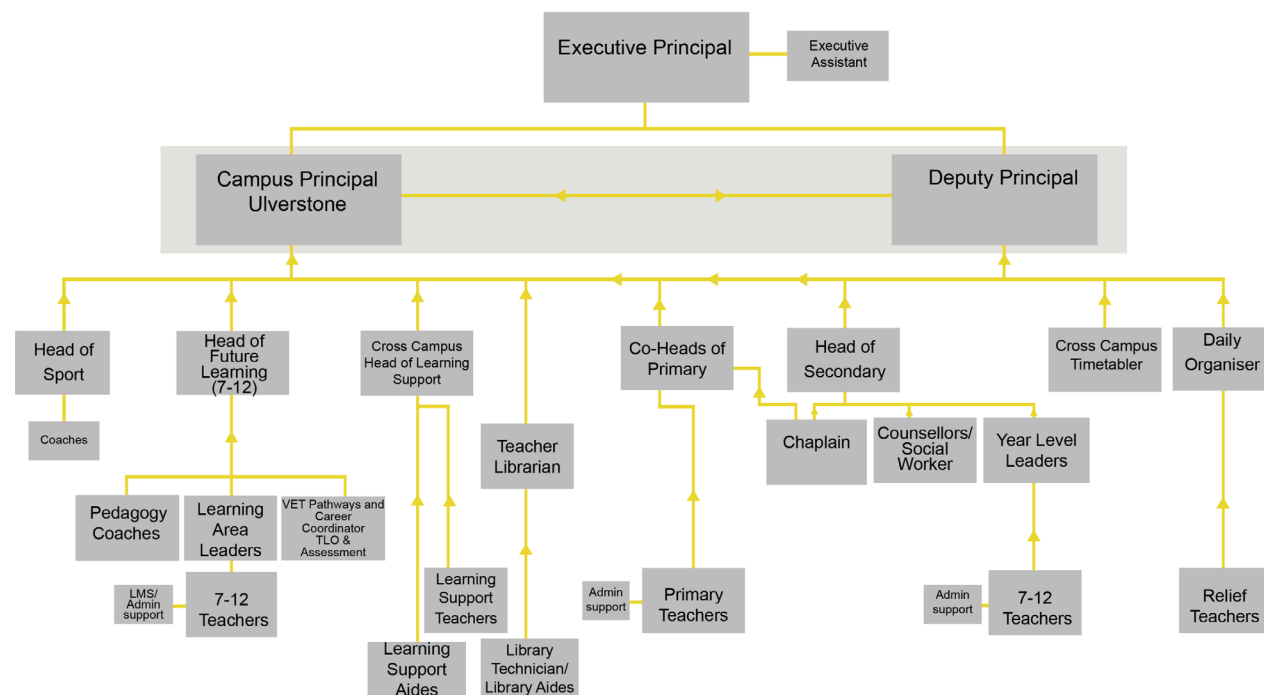 Executive Principal
Executive
Assistant
Campus Principal
Ulverstone
Deputy Principal
Head of
Sport
Head of
Future
Learning
(7-12)
Cross Campus
Head of Learning
Support
Co-Heads of
Primary
Head of
Secondary
Cross Campus
Timetabler
Daily
Organiser
Coaches
Teacher
Librarian
Chaplain
Counsellors/
Social
Worker
Year Level
Leaders
Pedagogy
Coaches
Learning
Area
Leaders
VET Pathways and
Career
Coordinator
TLO &
Assessment
LMS/
Admin
support
7-12
Teachers
Learning
Support
Teachers
Admin
support
Primary
Teachers
Admin
support
7-12
Teachers
Relief
Teachers
Learning
Support
Aides
Library
Technician/
Library Aides